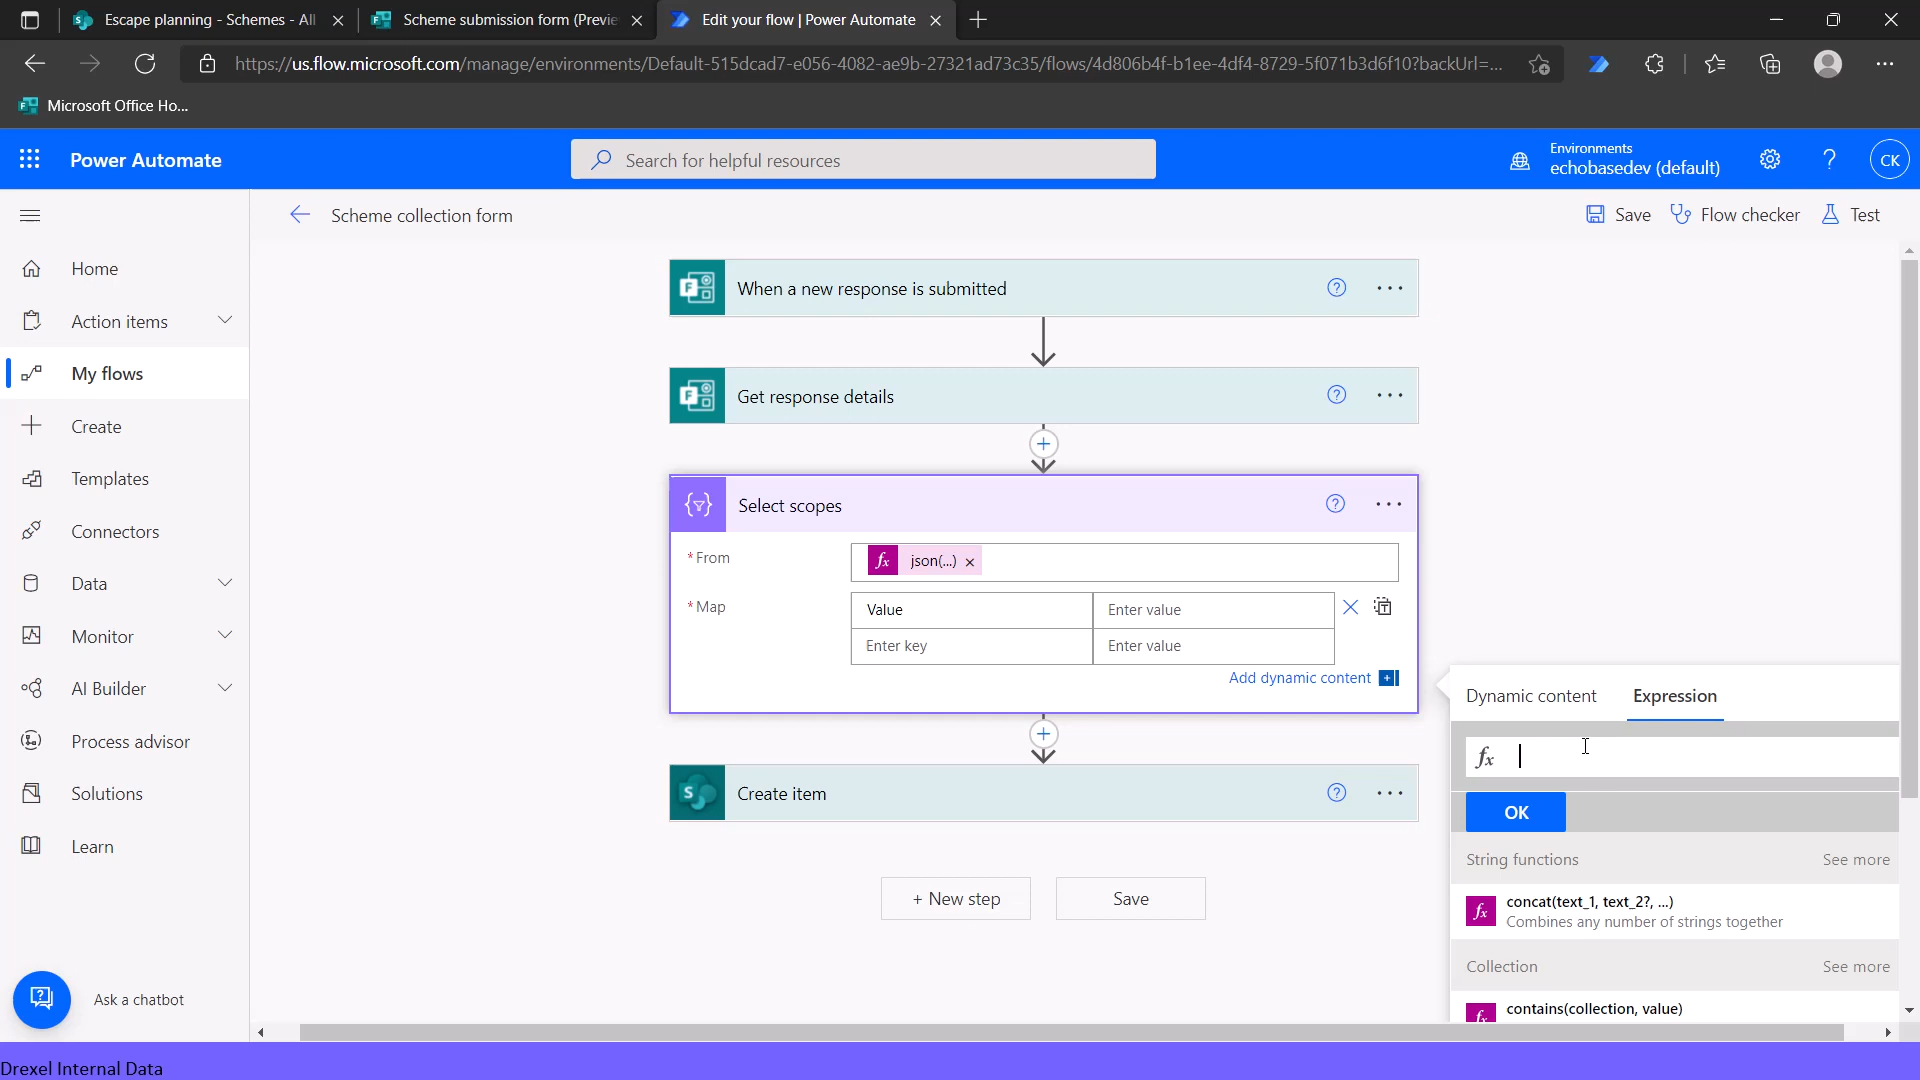 Escape planning - Schemes - All
Scheme submission form (Previe
Edit your flow | Power Automate
https://us.flow.microsoft.com/manage/environments/Default-515dcad7-e056-4082-ae9b-27321ad73c35/flows/4d806b4f-b1ee-4df4-8729-5f071b3d6f10?backUrl=...
Microsoft Office Ho...
Power Automate
Search for helpful resources
Environments
echobasedev (default)
?
CK
Scheme collection form
Save
Flow checker
Test
Home
Action items
My flows
Create
Templates
Connectors
Data
Monitor
AI Builder
Process advisor
Solutions
Learn
Ask a chatbot
When a new response is submitted
Get response details
Select scopes
* From
fx json(...) ×
* Map
Value
Enter value
Enter key
Enter value
Add dynamic content
Create item
+ New step
Save
Dynamic content
Expression
fx
OK
String functions
See more
fx concat(text_1, text_2?, ...)
Combines any number of strings together
Collection
See more
fx contains(collection, value)
Drexel Internal Data